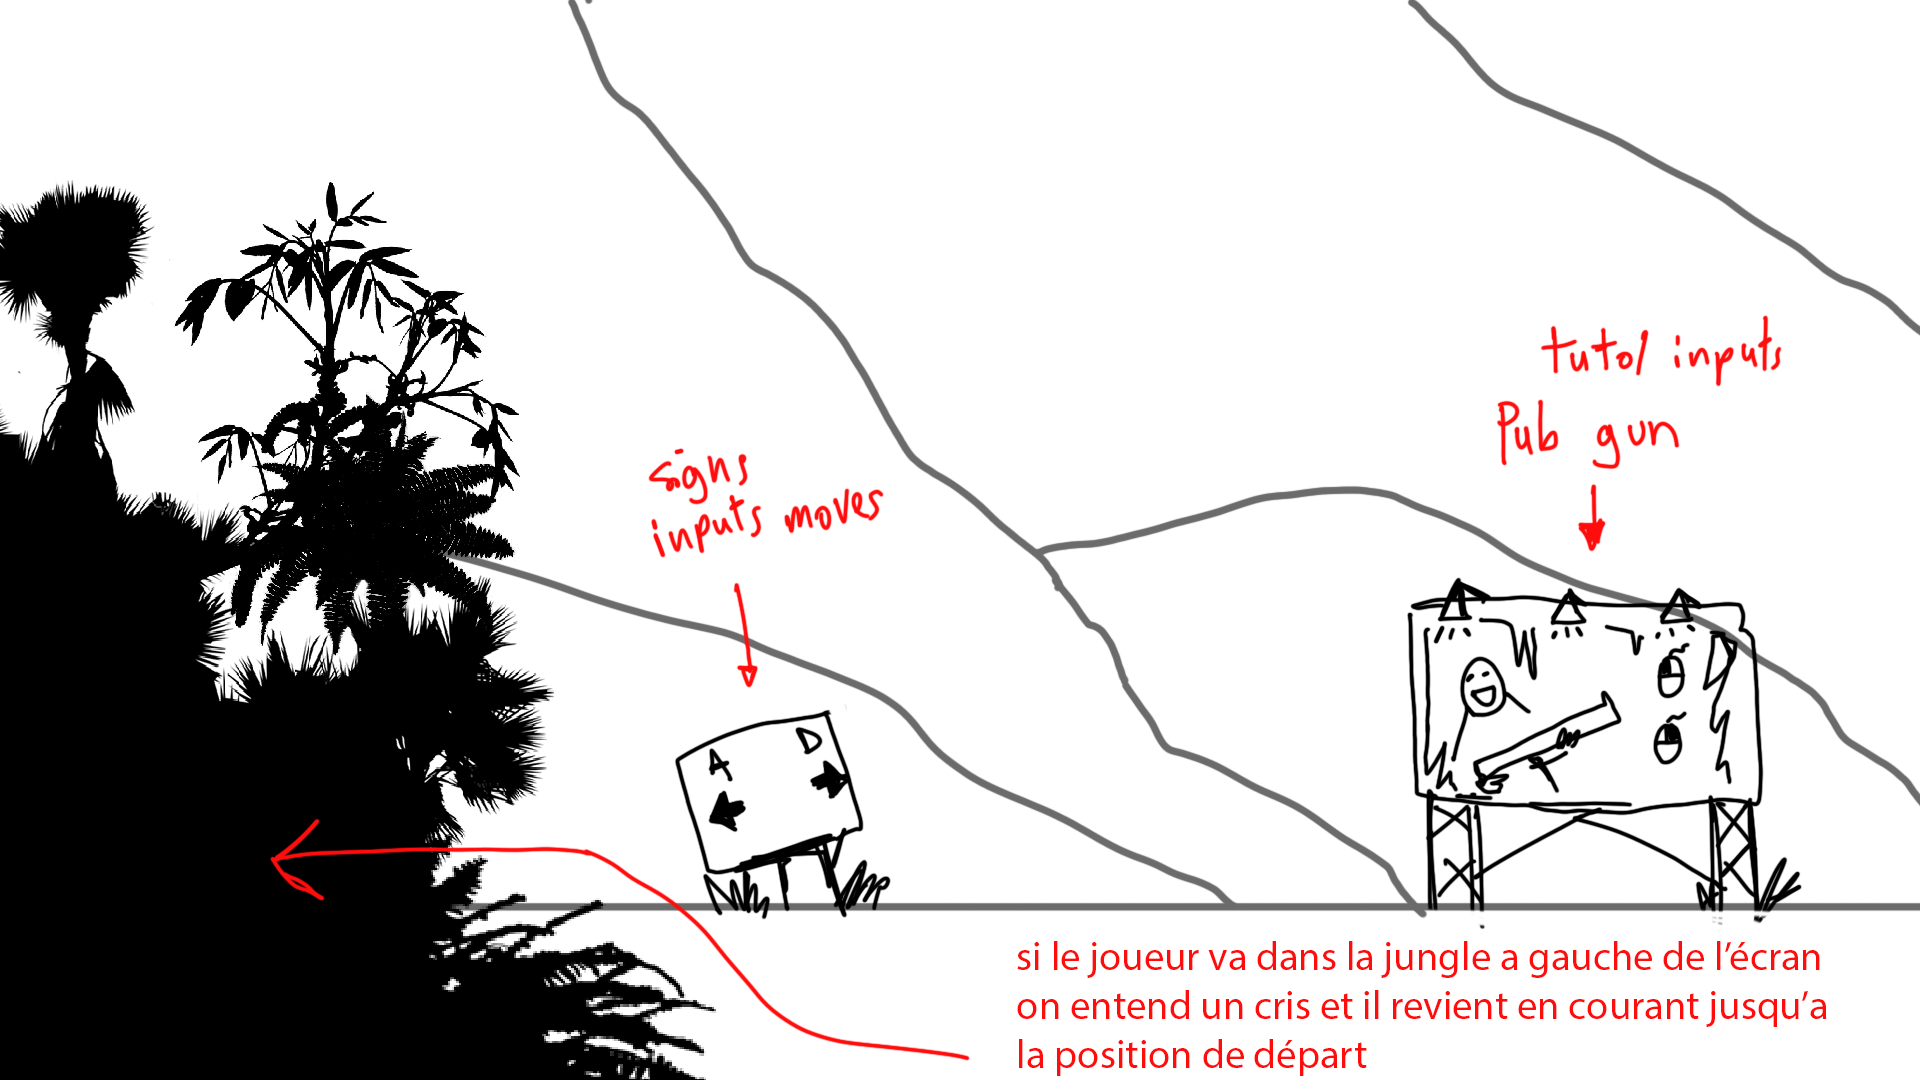 tuto/ inputs
Pub gun
signs
inputs moves
A D
si le joueur va dans la jungle a gauche de l'écran
on entend un cris et il revient en courant jusqu'a
la position de départ